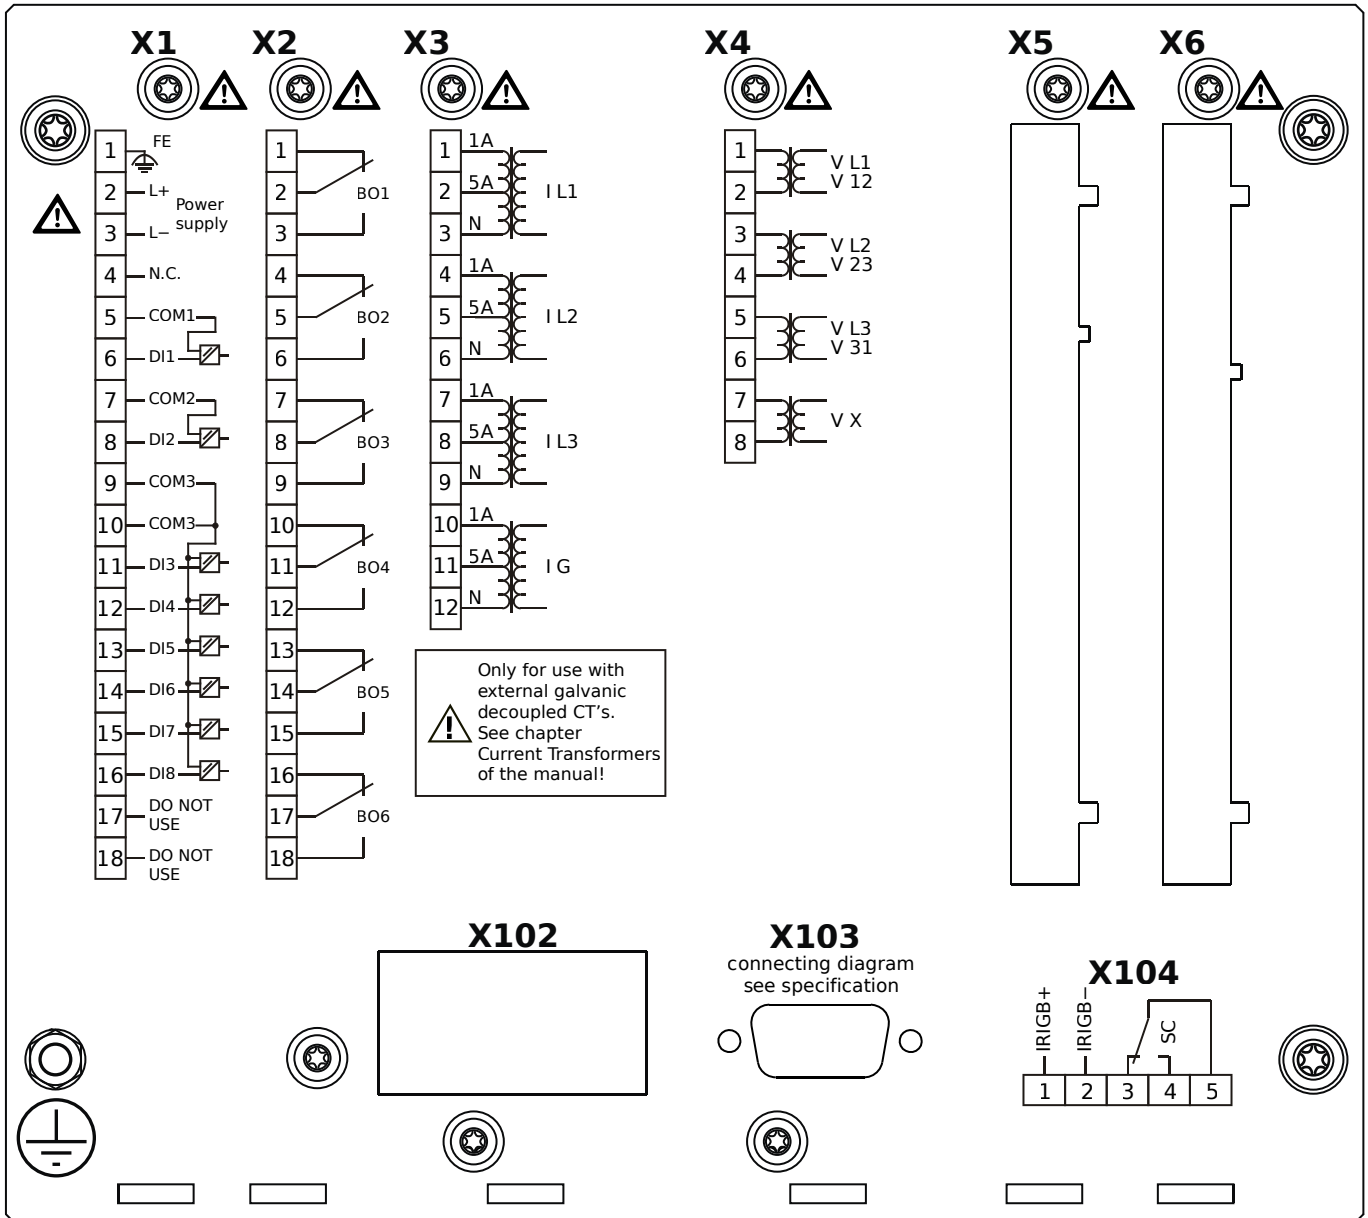 X1
X2
X3
X4
X5
X6
1
FE
2
L+
Power
supply
3
L−
4
N.C.
5
COM1
6
DI1
7
COM2
8
DI2
9
COM3
10
COM3
11
DI3
12
DI4
13
DI5
14
DI6
15
DI7
16
DI8
17
DO NOT
USE
18
DO NOT
USE
1
2
BO1
3
4
5
BO2
6
7
8
BO3
9
10
11
BO4
12
13
14
BO5
15
16
17
BO6
18
1
1A
2
5A
I L1
3
N
4
1A
5
5A
I L2
6
N
7
1A
8
5A
I L3
9
N
10
1A
11
5A
I G
12
N
Only for use with
external galvanic
decoupled CT's.
See chapter
Current Transformers
of the manual!
1
2
V L1
V 12
3
4
V L2
V 23
5
6
V L3
V 31
7
8
V X
X102
X103
connecting diagram
see specification
X104
IRIGB+
IRIGB−
SC
1
2
3
4
5